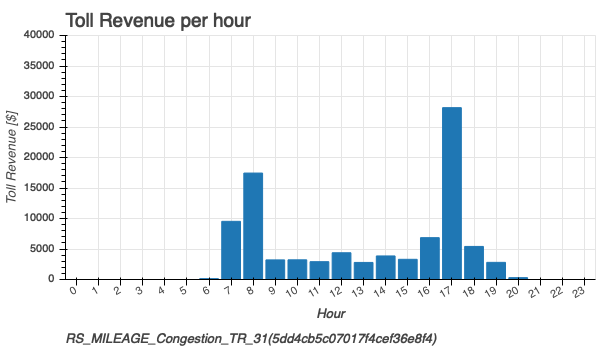 Toll Revenue per hour
40000
35000
30000
25000
20000
15000
10000
5000
0
Toll Revenue [$]
0 1 2 3 4 5 6 7 8 9 10 11 12 13 14 15 16 17 18 19 20 21 22 23
Hour
RS_MILEAGE_Congestion_TR_31(5dd4cb5c07017f4cef36e8f4)